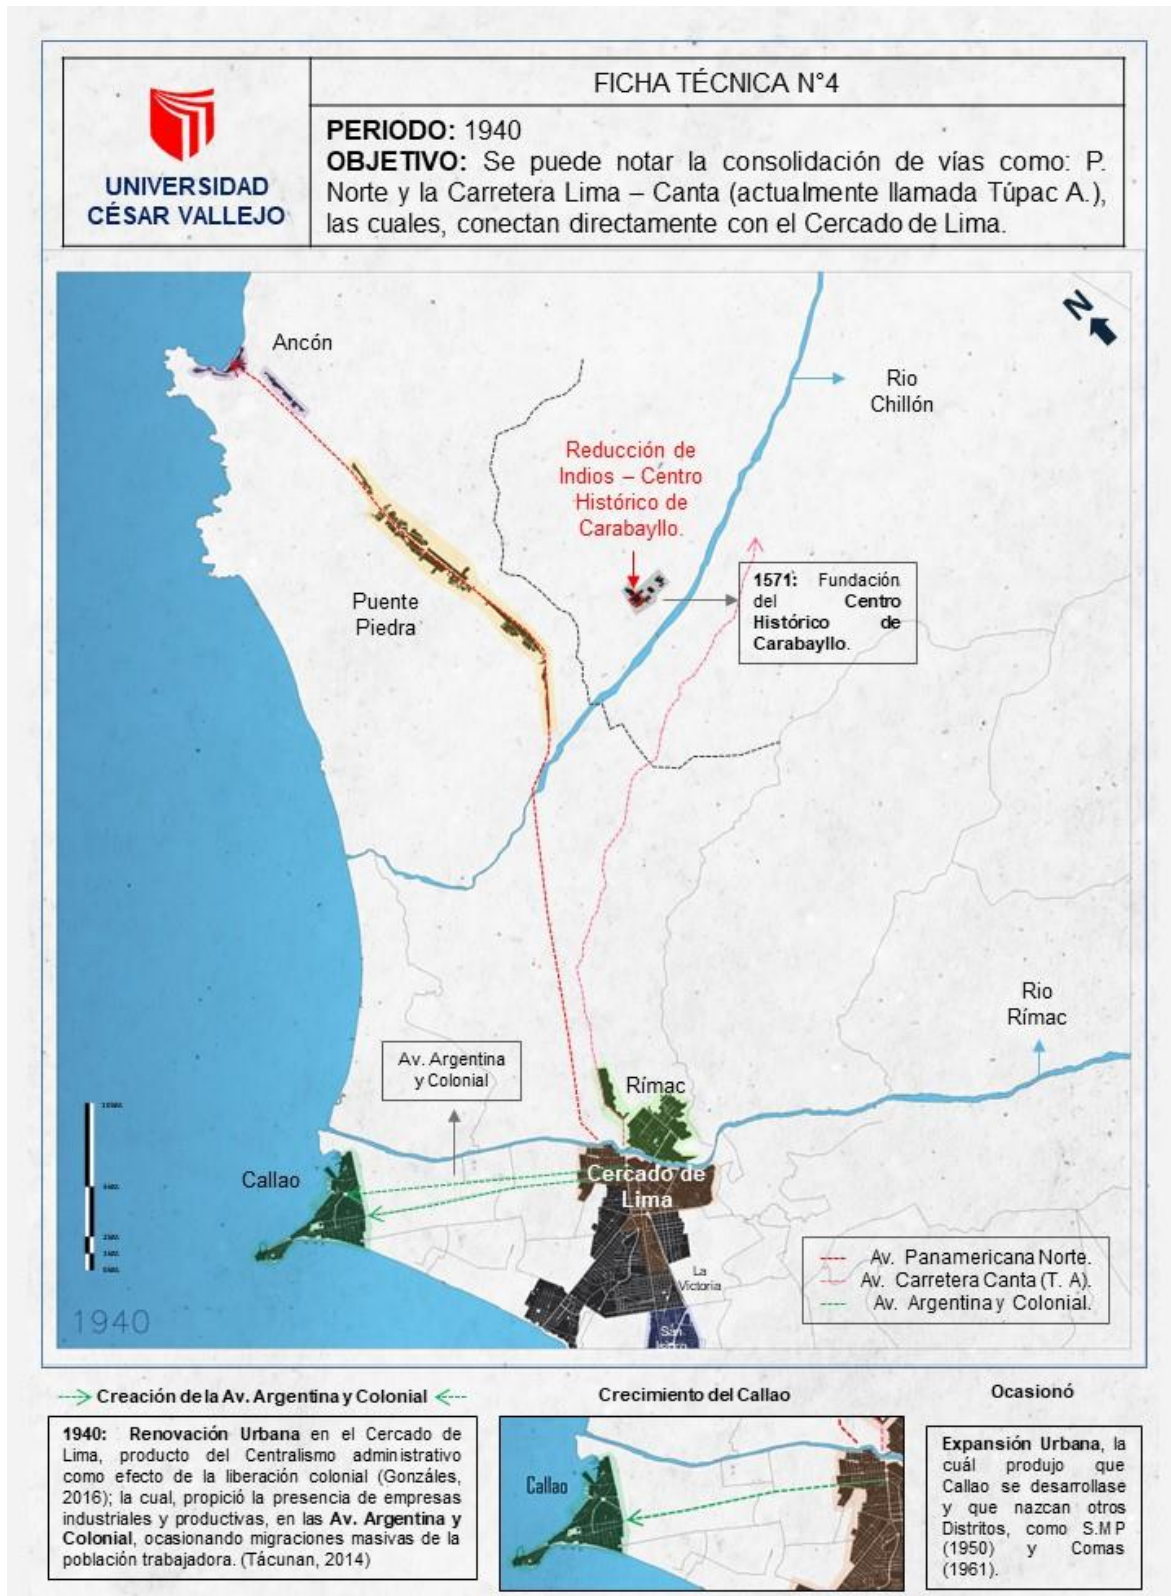 FICHA TÉCNICA N°4
UNIVERSIDAD
CÉSAR VALLEJO
PERIODO: 1940
OBJETIVO: Se puede notar la consolidación de vías como: P.
Norte y la Carretera Lima – Canta (actualmente llamada Túpac A.),
las cuales, conectan directamente con el Cercado de Lima.
N
Ancón
Rio
Chillón
Reducción de
Indios – Centro
Histórico de
Carabayllo.
1571: Fundación
del Centro
Histórico de
Carabayllo.
Puente
Piedra
Rio
Rímac
Av. Argentina
y Colonial
Rímac
Callao
Cercado de
Lima
La
Victoria
San
Isidro
Av. Panamericana Norte.
Av. Carretera Canta (T. A).
Av. Argentina y Colonial.
1940
Creación de la Av. Argentina y Colonial
1940: Renovación Urbana en el Cercado de
Lima, producto del Centralismo administrativo
como efecto de la liberación colonial (Gonzáles,
2016); la cual, propició la presencia de empresas
industriales y productivas, en las Av. Argentina y
Colonial, ocasionando migraciones masivas de la
población trabajadora. (Tácunan, 2014)
Crecimiento del Callao
Callao
Ocasionó
Expansión Urbana, la
cuál produjo que
Callao se desarrollase
y que nazcan otros
Distritos, como S.M.P
(1950) y Comas
(1961).